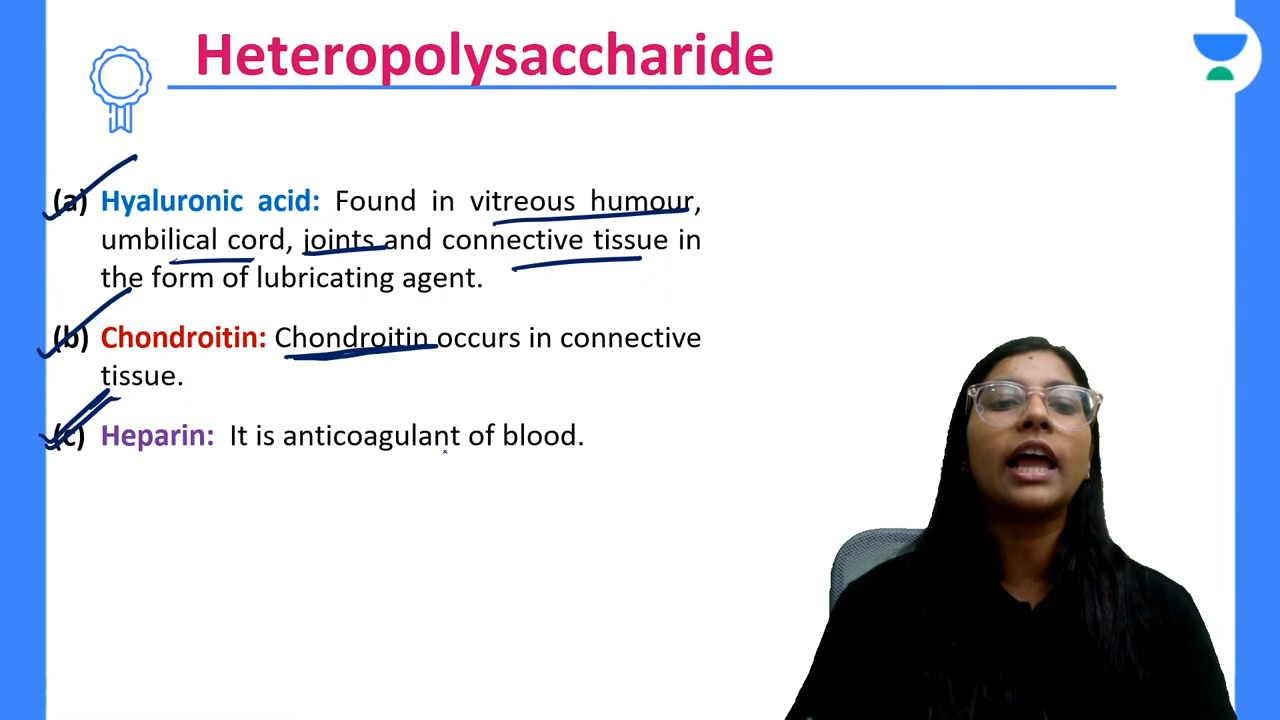 Heteropolysaccharide
(a) Hyaluronic acid: Found in vitreous humour,
umbilical cord, joints and connective tissue in
the form of lubricating agent.
(b) Chondroitin: Chondroitin occurs in connective
tissue.
(c) Heparin: It is anticoagulant of blood.